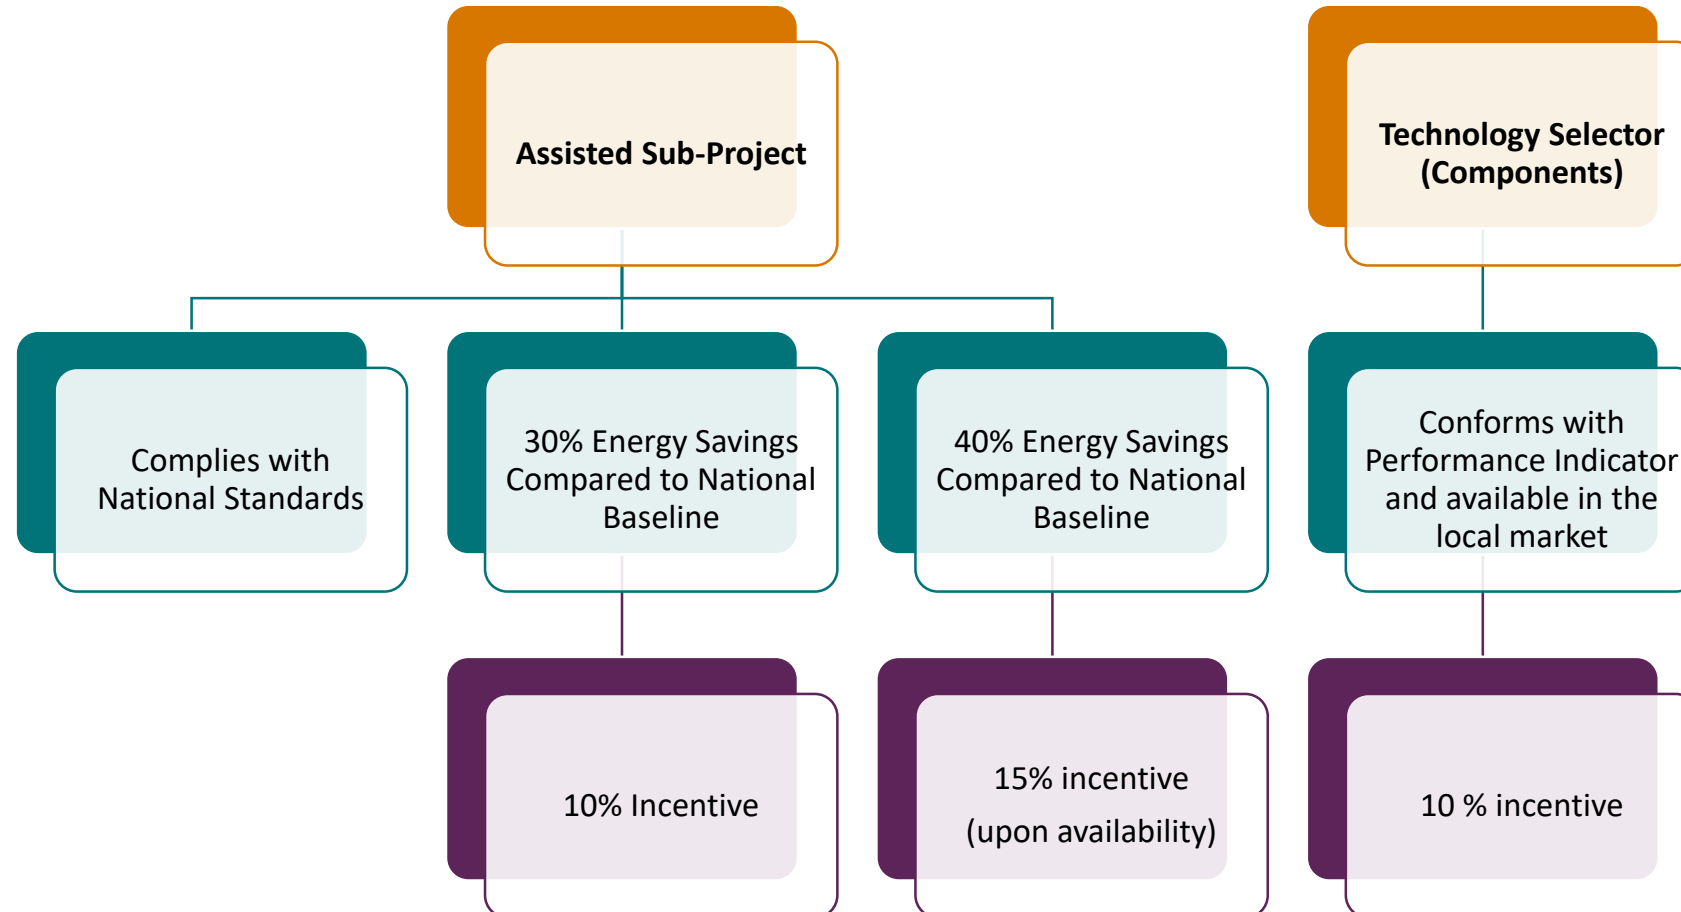 Assisted Sub-Project
Technology Selector
(Components)
Complies with
National Standards
30% Energy Savings
Compared to National
Baseline
40% Energy Savings
Compared to National
Baseline
Conforms with
Performance Indicator
and available in the
local market
10% Incentive
15% incentive
(upon availability)
10 % incentive